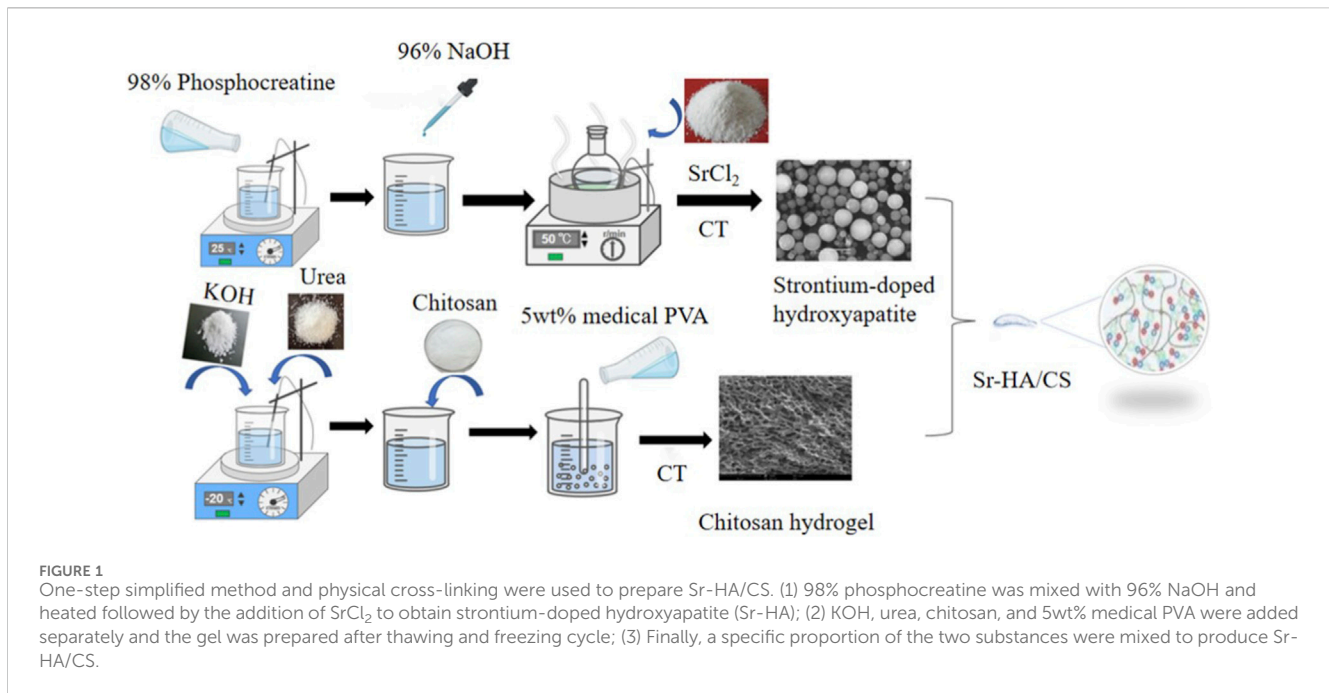 96% NaOH
98% Phosphocreatine
25
50 ℃
r/min
SrCl₂
CT
Strontium-doped
hydroxyapatite
KOH
Urea
Chitosan
5wt% medical PVA
-20
CT
Chitosan hydrogel
Sr-HA/CS
FIGURE 1
One-step simplified method and physical cross-linking were used to prepare Sr-HA/CS. (1) 98% phosphocreatine was mixed with 96% NaOH and
heated followed by the addition of SrCl₂ to obtain strontium-doped hydroxyapatite (Sr-HA); (2) KOH, urea, chitosan, and 5wt% medical PVA were added
separately and the gel was prepared after thawing and freezing cycle; (3) Finally, a specific proportion of the two substances were mixed to produce Sr-
HA/CS.